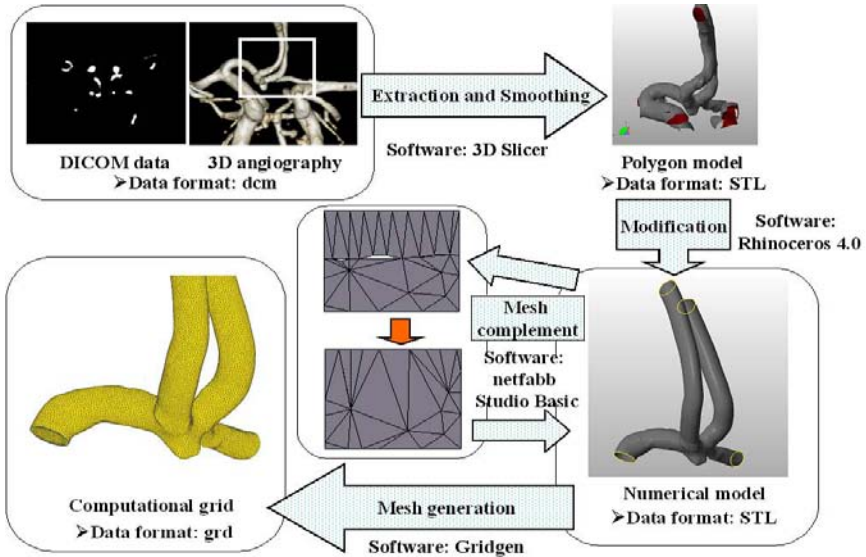 DICOM data
3D angiography
➢Data format: dcm
Extraction and Smoothing
Software: 3D Slicer
Polygon model
➢Data format: STL
Modification
Software:
Rhinoceros 4.0
Mesh
complement
Software:
netfabb
Studio Basic
Numerical model
➢Data format: STL
Mesh generation
Software: Gridgen
Computational grid
➢Data format: grd